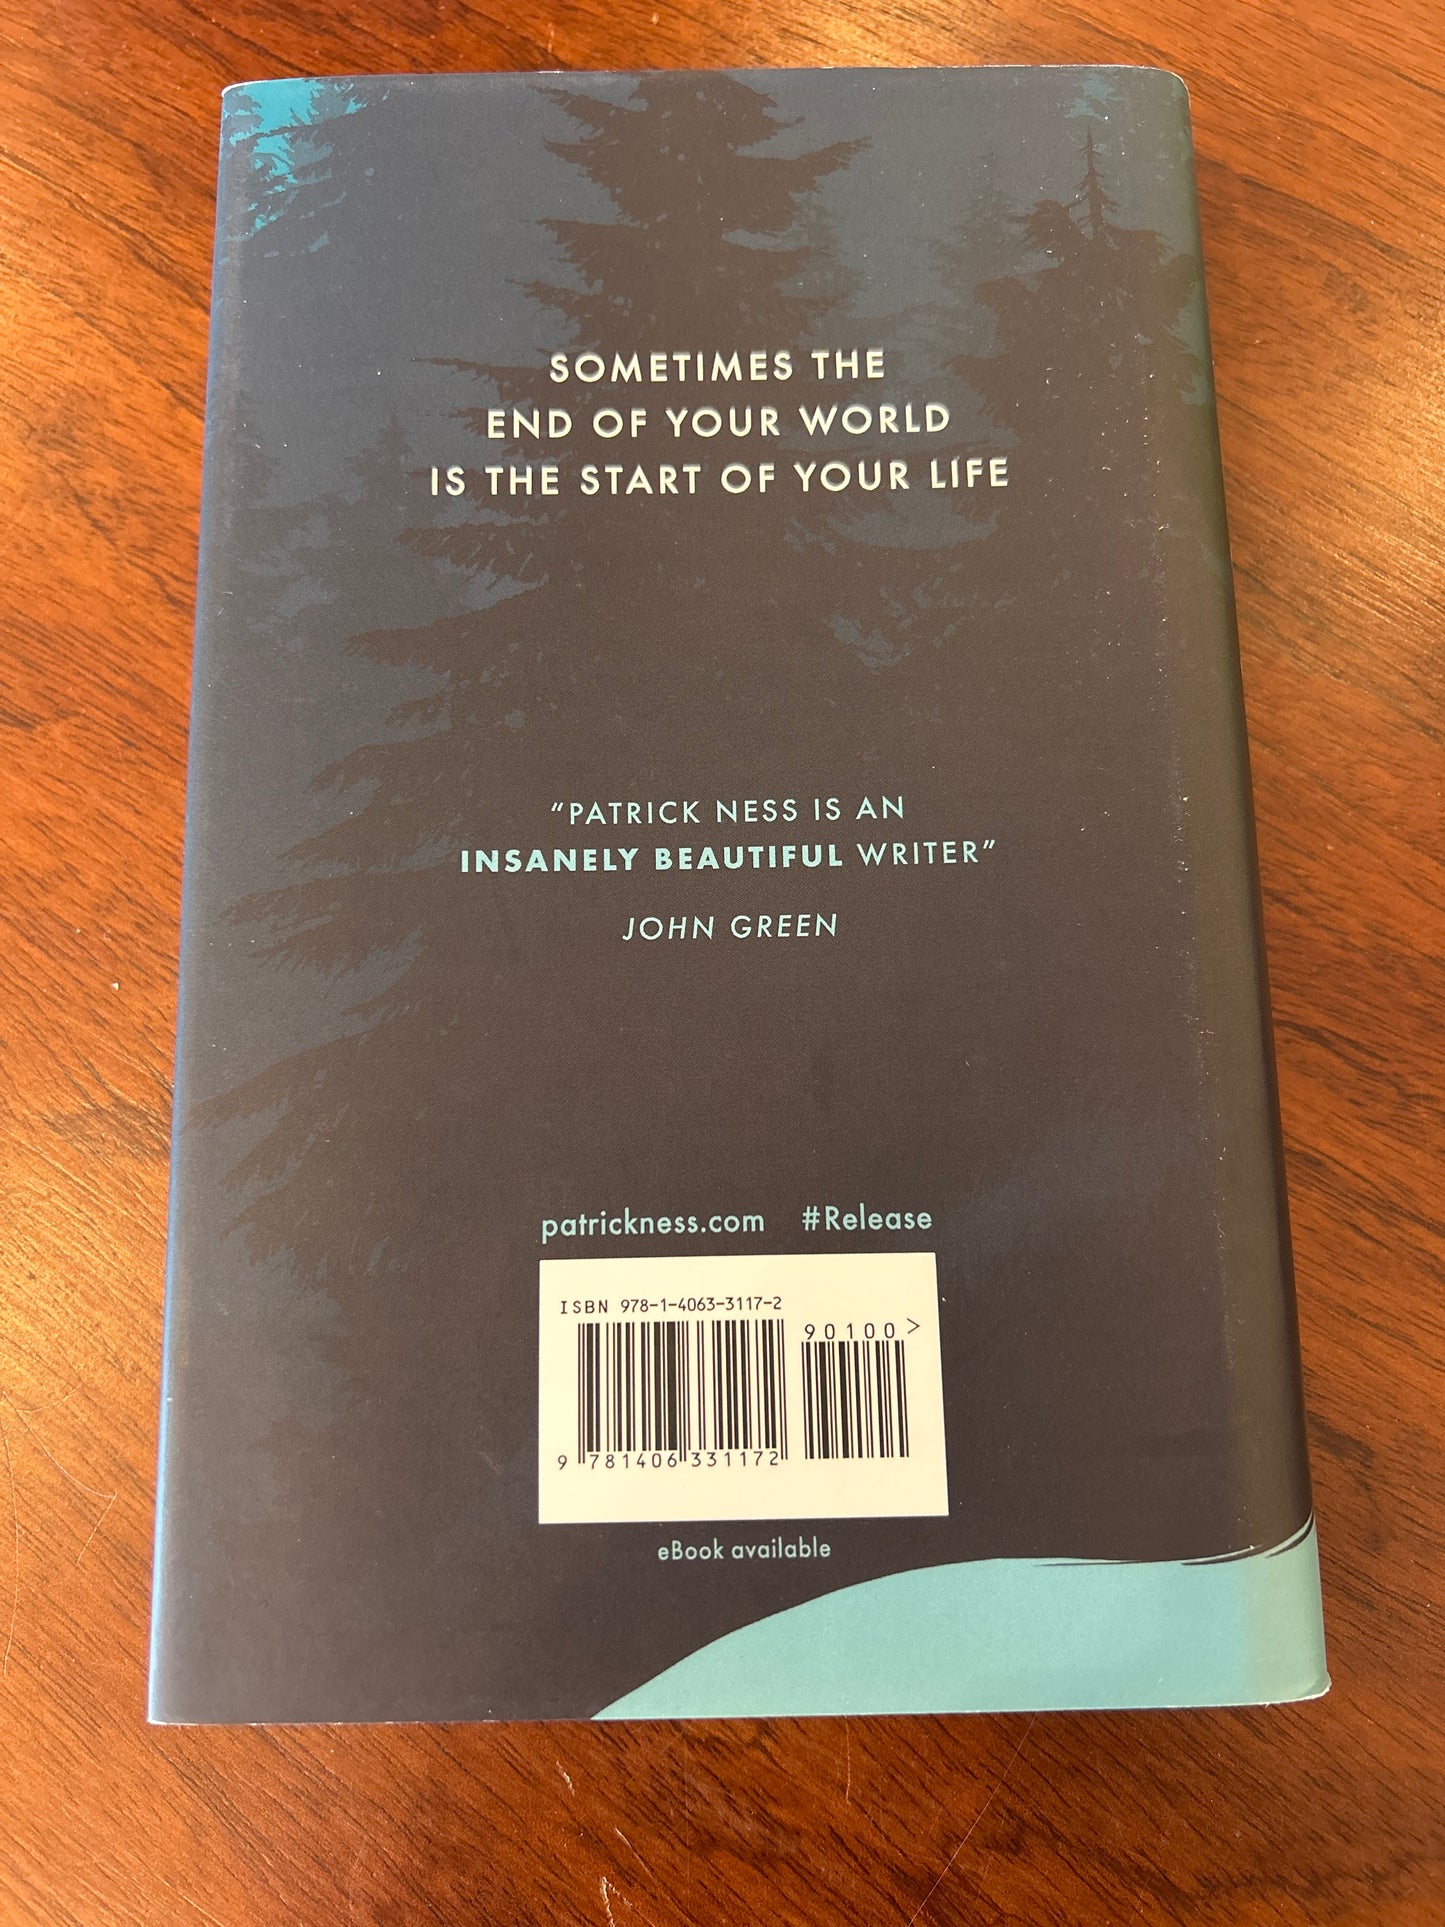 SOMETIMES THE
END OF YOUR WORLD
IS THE START OF YOUR LIFE
“PATRICK NESS IS AN
INSANELY BEAUTIFUL WRITER”
JOHN GREEN
patrickness.com #Release
ISBN 978-1-4063-3117-2
90100>
9 781406 331172
eBook available